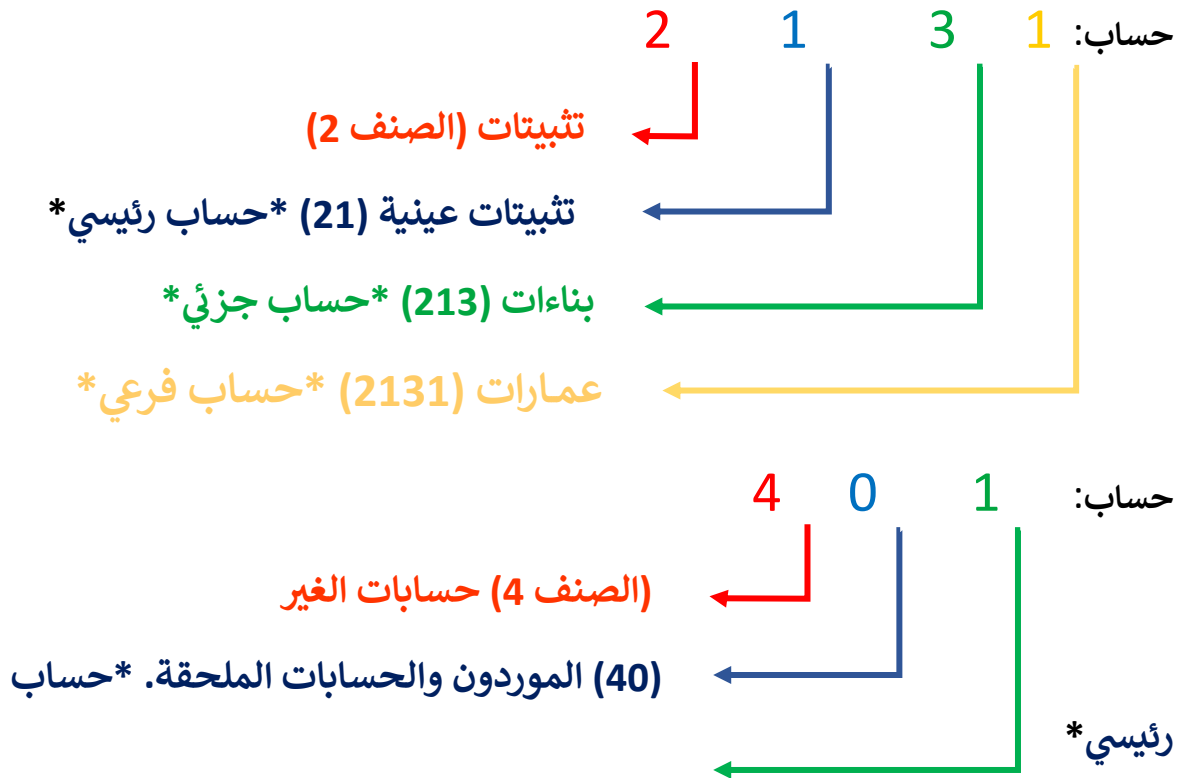 حساب: 2 1 3 1
تثبيتات (الصنف 2)
تثبيتات عينية (21) *حساب رئيسي*
بناءات (213) *حساب جزئي*
عمارات (2131) *حساب فرعي*
حساب: 4 0 1
(الصنف 4) حسابات الغير
(40) الموردون والحسابات الملحقة. *حساب
رئيسي*